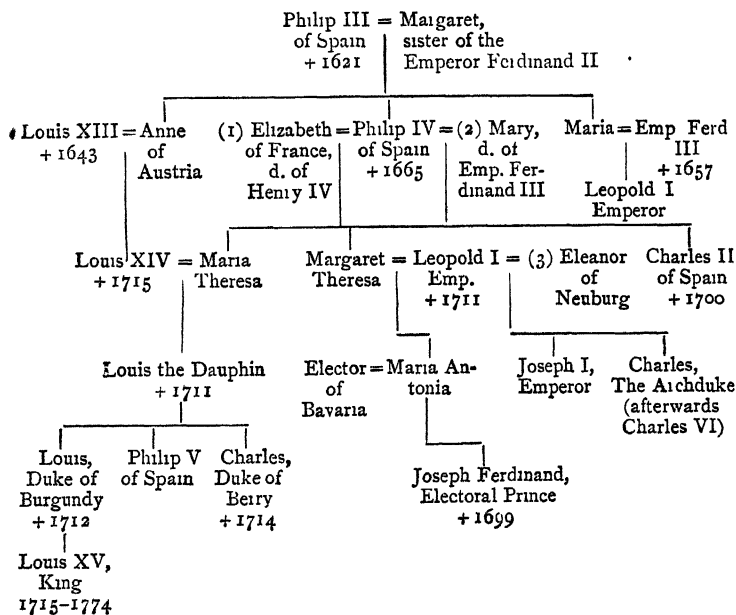 Philip III = Margaret,
of Spain sister of the
+ 1621 Emperor Ferdinand II
Louis XIII = Anne (1) Elizabeth = Philip IV = (2) Mary, Maria = Emp Ferd
+ 1643 of of France, of Spain d. of III
Austria d. of + 1665 Emp. Fer- + 1657
Henry IV dinand III Leopold I
Emperor
Louis XIV = Maria Margaret = Leopold I = (3) Eleanor Charles II
+ 1715 Theresa Theresa Emp. of of Spain
+ 1711 Neuburg + 1700
Louis the Dauphin Elector = Maria An- Joseph I, Charles,
+ 1711 of tonia Emperor The Archduke
Bavaria (afterwards
Charles VI)
Louis, Philip V Charles,
Duke of of Spain Duke of
Burgundy Berry
+ 1712 + 1714
Joseph Ferdinand,
Electoral Prince
+ 1699
Louis XV,
King
1715-1774